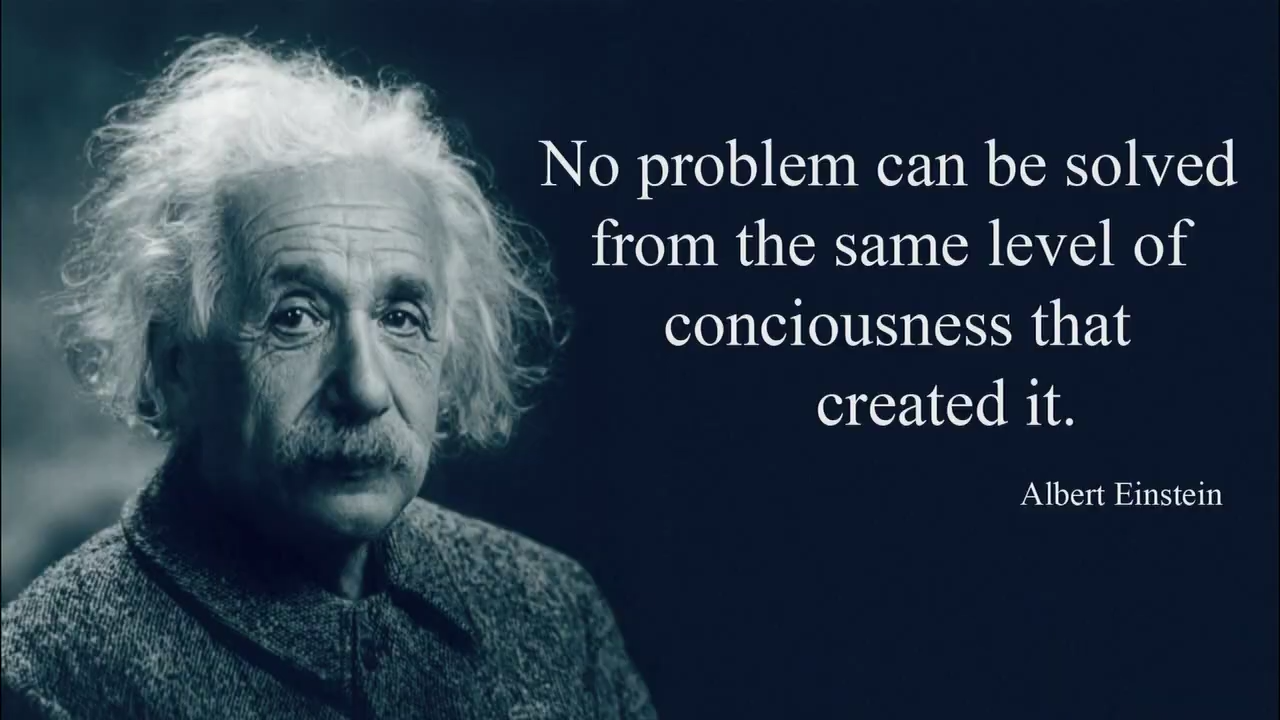 No problem can be solved
from the same level of
conciousness that
created it.
Albert Einstein